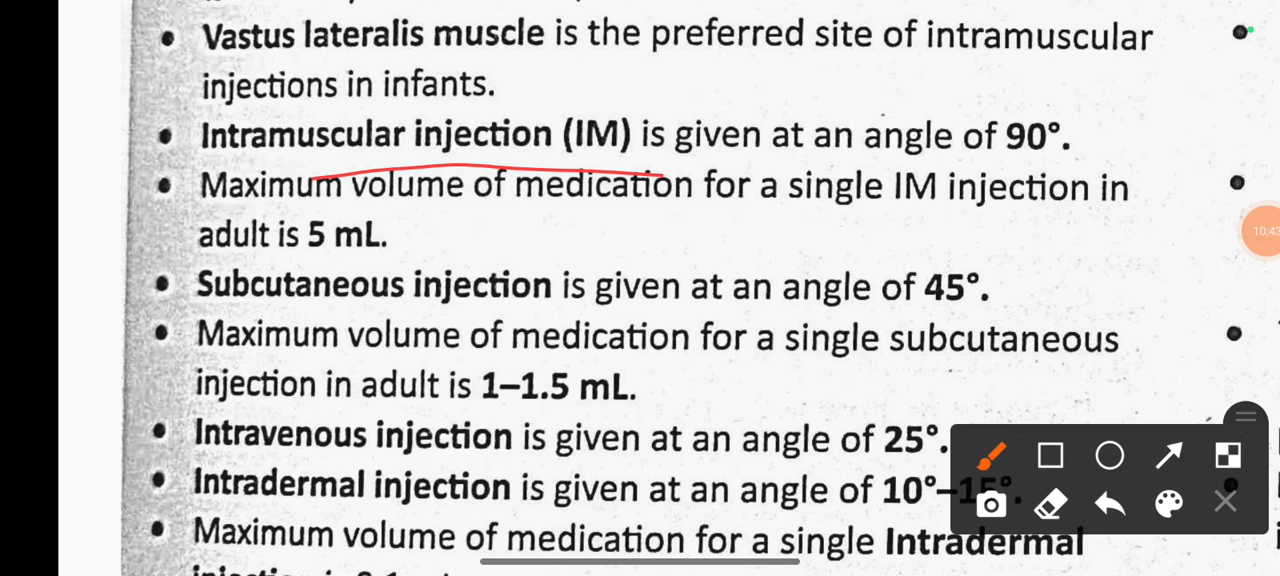 • Vastus lateralis muscle is the preferred site of intramuscular
injections in infants.
• Intramuscular injection (IM) is given at an angle of 90°.
• Maximum volume of medication for a single IM injection in
adult is 5 mL.
• Subcutaneous injection is given at an angle of 45°.
• Maximum volume of medication for a single subcutaneous
injection in adult is 1–1.5 mL.
• Intravenous injection is given at an angle of 25°.
• Intradermal injection is given at an angle of 10°–15°.
• Maximum volume of medication for a single Intradermal
10:43